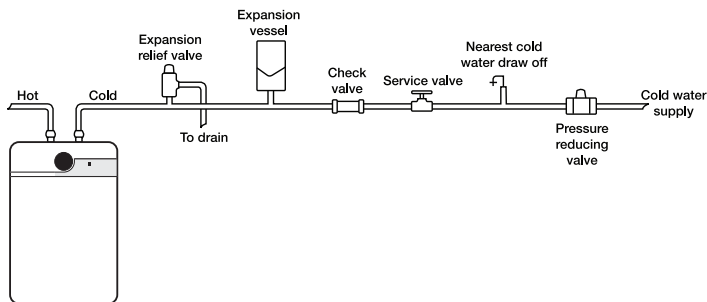 Expansion
vessel
Expansion
relief valve
Nearest cold
water draw off
Check
valve
Service valve
Hot
Cold
Cold water
supply
To drain
Pressure
reducing
valve